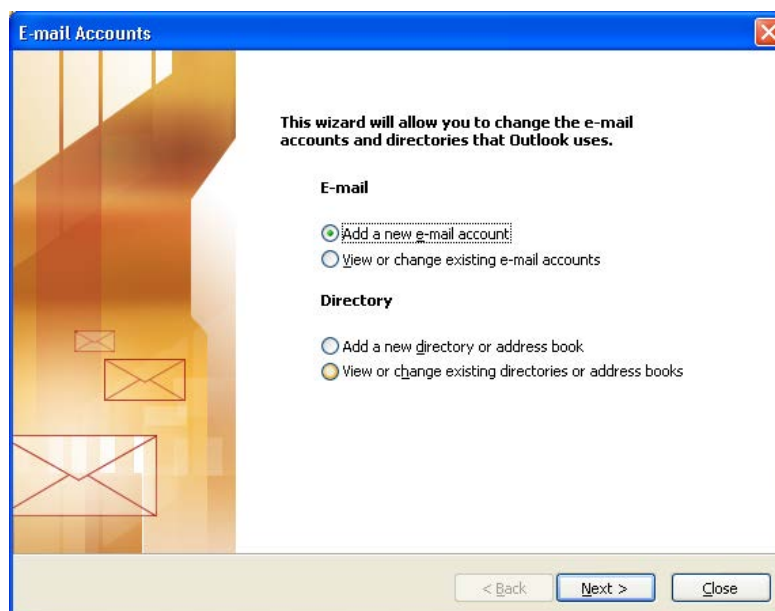 E-mail Accounts
This wizard will allow you to change the e-mail
accounts and directories that Outlook uses.
E-mail
Add a new e-mail account
View or change existing e-mail accounts
Directory
Add a new directory or address book
View or change existing directories or address books
< Back
Next >
Close